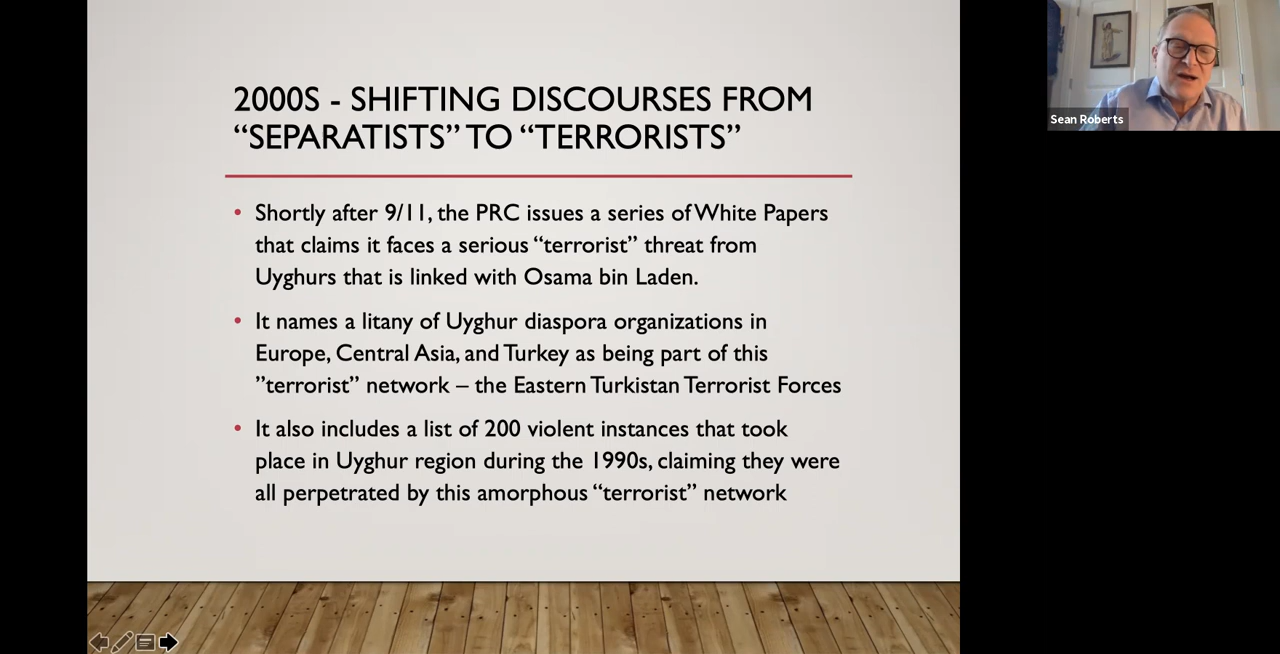 2000S - SHIFTING DISCOURSES FROM
“SEPARATISTS” TO “TERRORISTS”
• Shortly after 9/11, the PRC issues a series of White Papers
that claims it faces a serious “terrorist” threat from
Uyghurs that is linked with Osama bin Laden.
• It names a litany of Uyghur diaspora organizations in
Europe, Central Asia, and Turkey as being part of this
”terrorist” network – the Eastern Turkistan Terrorist Forces
• It also includes a list of 200 violent instances that took
place in Uyghur region during the 1990s, claiming they were
all perpetrated by this amorphous “terrorist” network
Sean Roberts